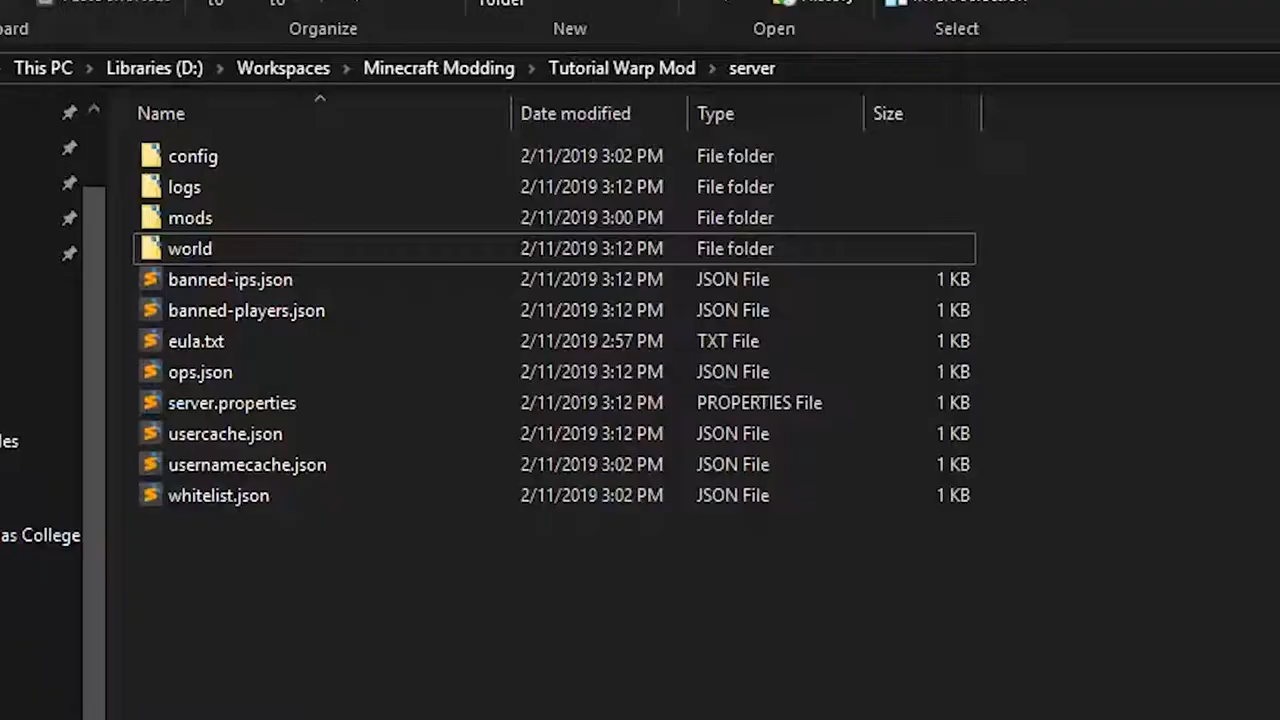 to to folder
ard Organize New Open Select
This PC > Libraries (D:) > Workspaces > Minecraft Modding > Tutorial Warp Mod > server
Name Date modified Type Size
config 2/11/2019 3:02 PM File folder
logs 2/11/2019 3:12 PM File folder
mods 2/11/2019 3:00 PM File folder
world 2/11/2019 3:12 PM File folder
banned-ips.json 2/11/2019 3:12 PM JSON File 1 KB
banned-players.json 2/11/2019 3:12 PM JSON File 1 KB
eula.txt 2/11/2019 2:57 PM TXT File 1 KB
ops.json 2/11/2019 3:12 PM JSON File 1 KB
server.properties 2/11/2019 3:12 PM PROPERTIES File 1 KB
les usercache.json 2/11/2019 3:12 PM JSON File 1 KB
usernamecache.json 2/11/2019 3:02 PM JSON File 1 KB
whitelist.json 2/11/2019 3:02 PM JSON File 1 KB
as College